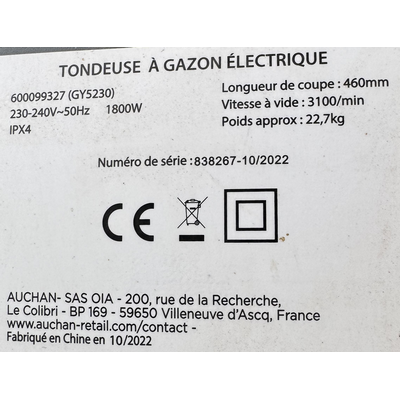 TONDEUSE À GAZON ÉLECTRIQUE
600099327 (GY5230)
230-240V~50Hz 1800W
IPX4
Longueur de coupe : 460mm
Vitesse à vide : 3100/min
Poids approx : 22,7kg
Numéro de série : 838267-10/2022
CE
AUCHAN- SAS OIA - 200, rue de la Recherche,
Le Colibri - BP 169 - 59650 Villeneuve d'Ascq, France
www.auchan-retail.com/contact -
Fabriqué en Chine en 10/2022